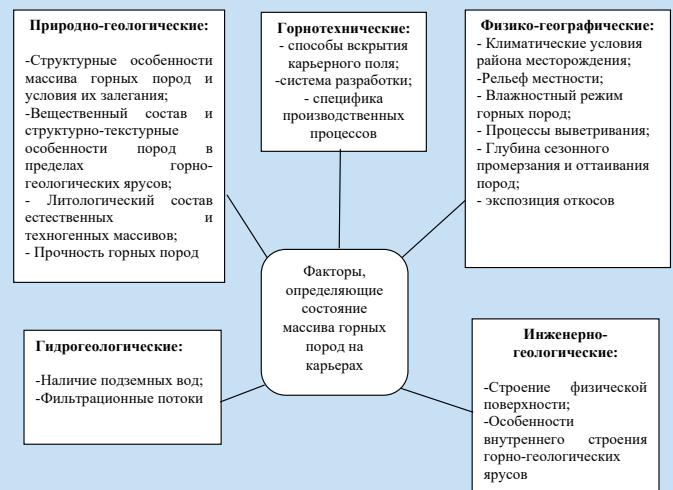 Природно-геологические:
-Структурные особенности
массива горных пород и
условия их залегания;
-Вещественный состав и
структурно-текстурные
особенности пород в
пределах горно-
геологических ярусов;
- Литологический состав
естественных и
техногенных массивов;
- Прочность горных пород
Горнотехнические:
- способы вскрытия
карьерного поля;
-система разработки;
- специфика
производственных
процессов
Физико-географические:
- Климатические условия
района месторождения;
-Рельеф местности;
- Влажностный режим
горных пород;
- Процессы выветривания;
- Глубина сезонного
промерзания и оттаивания
пород;
- экспозиция откосов
Факторы,
определяющие
состояние
массива горных
пород на
карьерах
Гидрогеологические:
-Наличие подземных вод;
-Фильтрационные потоки
Инженерно-
геологические:
-Строение физической
поверхности;
-Особенности
внутреннего строения
горно-геологических
ярусов